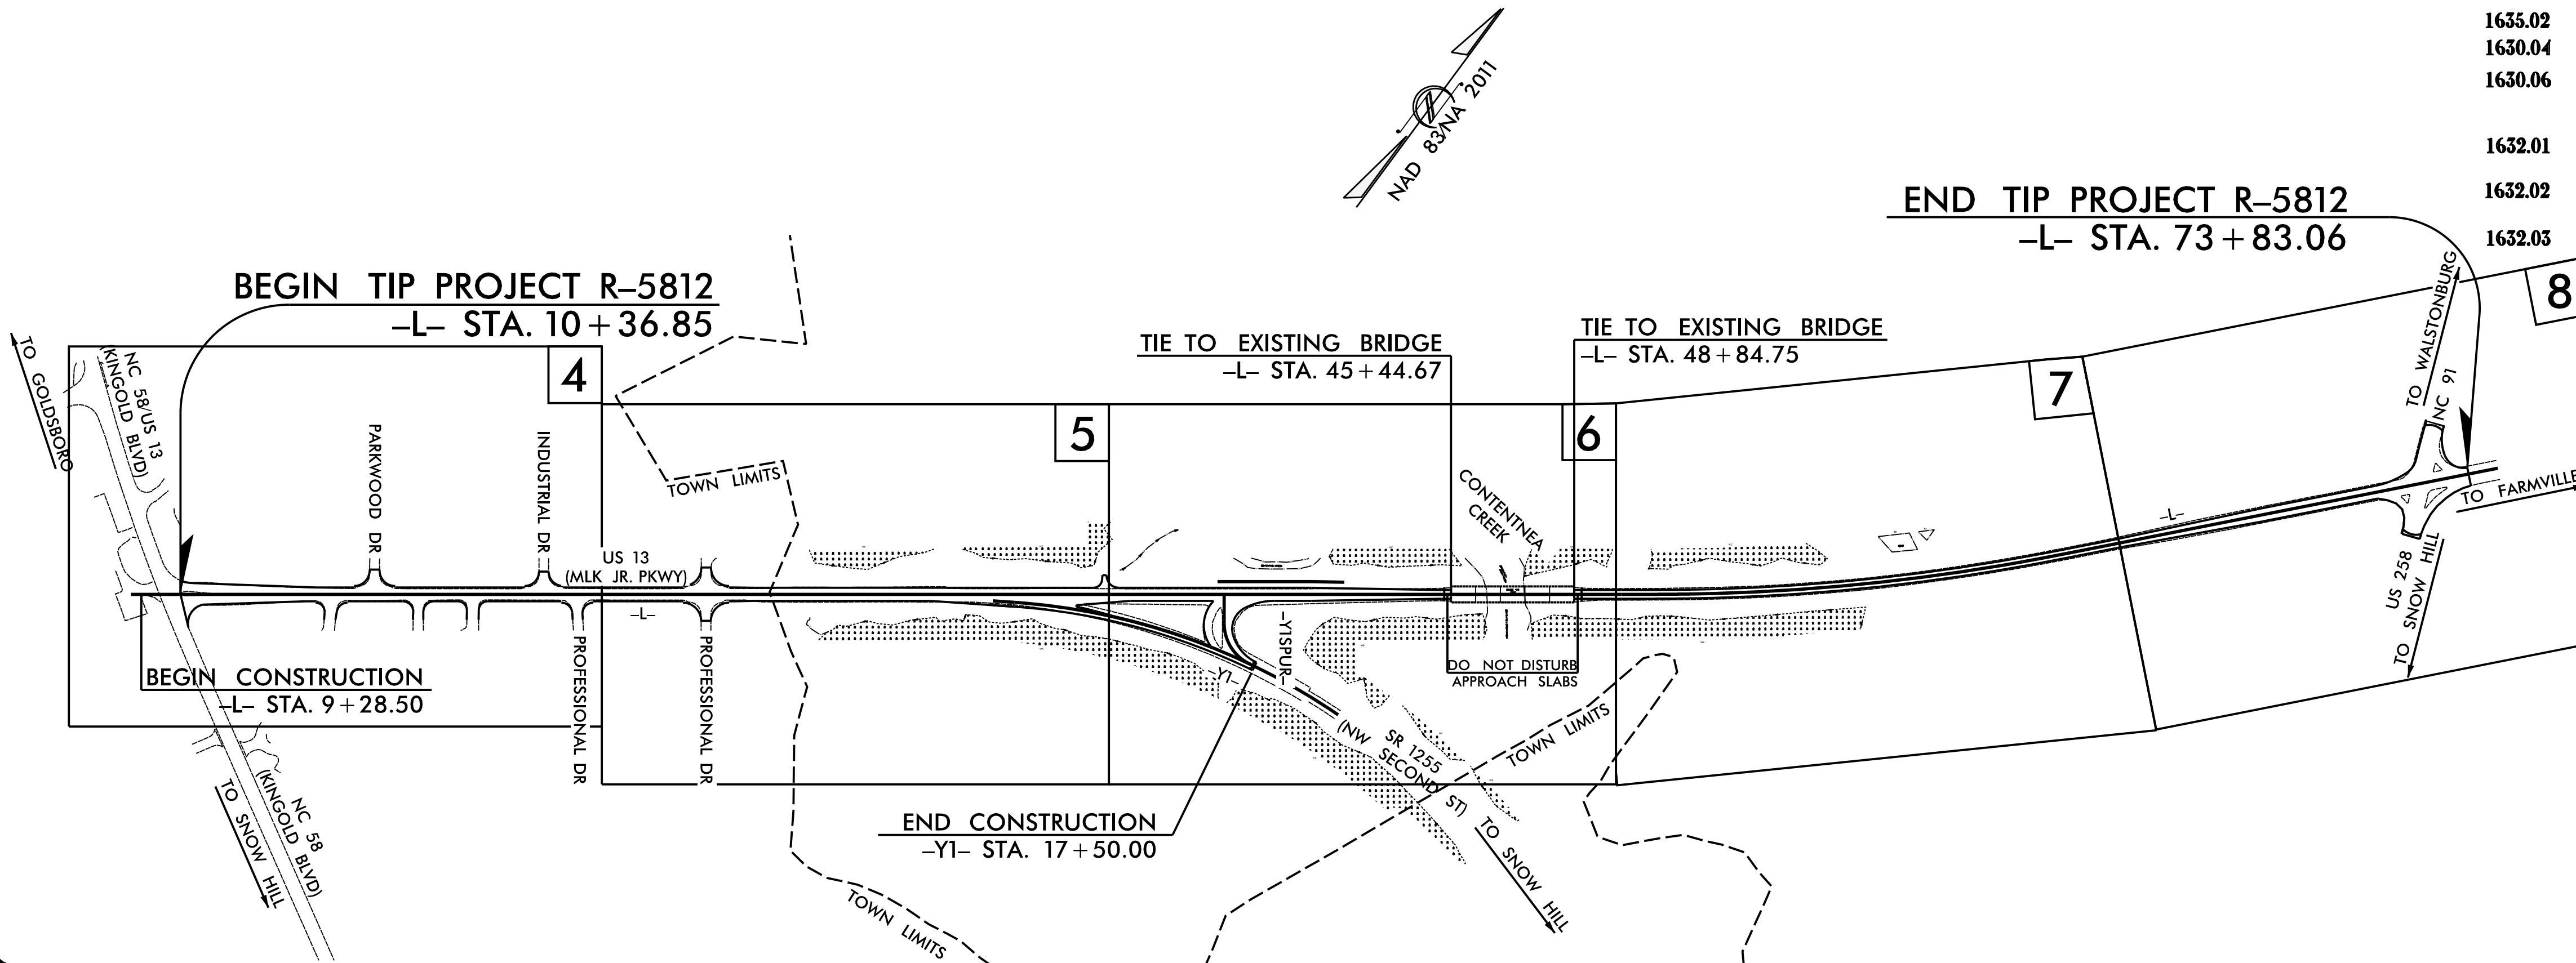 1635.02
1630.04
1630.06
1632.01
1632.02
1632.03
NAD 83/NA 2011
END TIP PROJECT R–5812
–L– STA. 73+83.06
BEGIN TIP PROJECT R–5812
–L– STA. 10+36.85
TIE TO EXISTING BRIDGE
–L– STA. 45+44.67
TIE TO EXISTING BRIDGE
–L– STA. 48+84.75
4
5
6
7
8
TO GOLDSBORO
NC 58/US 13
(KINGOLD BLVD)
PARKWOOD DR
INDUSTRIAL DR
US 13
(MLK JR. PKWY)
–L–
TOWN LIMITS
CONTENTNEA
CREEK
TO WALSTONBURG
NC 91
TO FARMVILLE
–L–
US 258
TO SNOW HILL
BEGIN CONSTRUCTION
–L– STA. 9+28.50
PROFESSIONAL DR
PROFESSIONAL DR
–Y1–
–Y1SPUR–
DO NOT DISTURB
APPROACH SLABS
SR 1255
(NW SECOND ST)
TOWN LIMITS
TO SNOW HILL
END CONSTRUCTION
–Y1– STA. 17+50.00
NC 58
(KINGOLD BLVD)
TO SNOW HILL
TOWN LIMITS